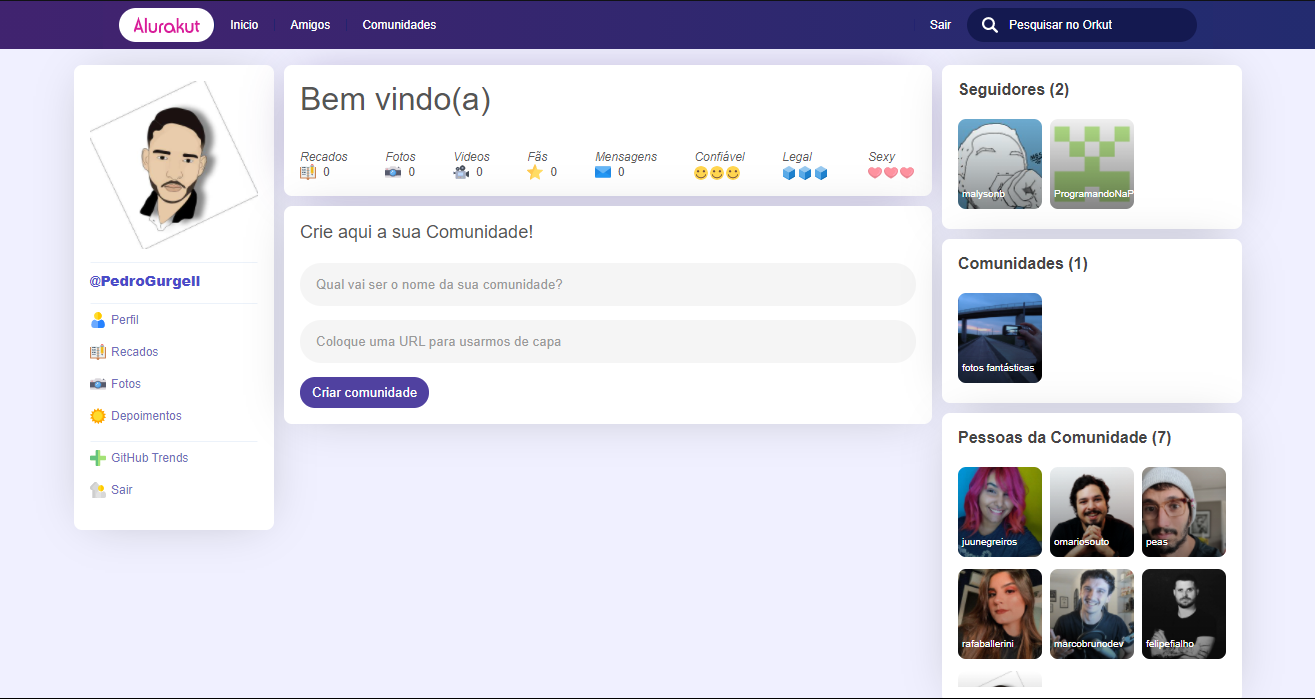 Alurakut
Inicio
Amigos
Comunidades
Sair
Pesquisar no Orkut
@PedroGurgell
Perfil
Recados
Fotos
Depoimentos
GitHub Trends
Sair
Bem vindo(a)
Recados
0
Fotos
0
Videos
0
Fãs
0
Mensagens
0
Confiável
Legal
Sexy
Crie aqui a sua Comunidade!
Qual vai ser o nome da sua comunidade?
Coloque uma URL para usarmos de capa
Criar comunidade
Seguidores (2)
malysonb
ProgramandoNaP
Comunidades (1)
fotos fantásticas
Pessoas da Comunidade (7)
juunegreiros
omariosouto
peas
rafaballerini
marcobrunodev
felipefialho